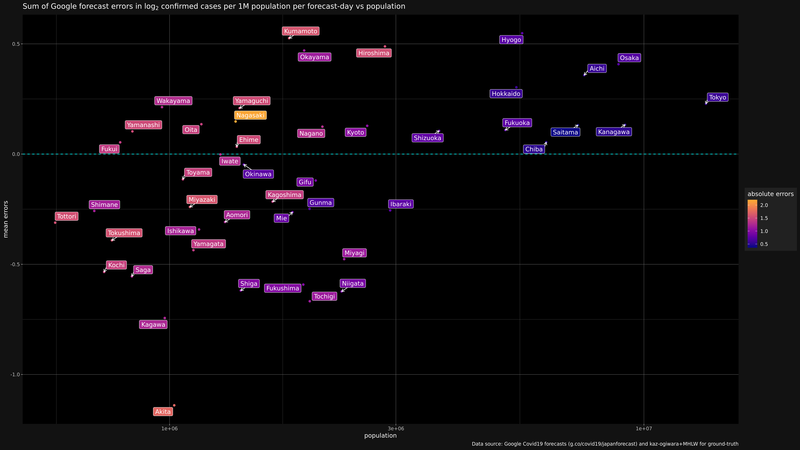 Sum of Google forecast errors in log₂ confirmed cases per 1M population per forecast-day vs population
Kumamoto
Hyogo
0.5
Hiroshima
Okayama
Osaka
Aichi
Hokkaido
Tokyo
Wakayama
Yamaguchi
Nagasaki
Yamanashi
Oita
Fukuoka
Nagano
Kyoto
Saitama
Kanagawa
Shizuoka
Ehime
Fukui
Chiba
0.0
Iwate
Toyama
Okinawa
Gifu
Kagoshima
Miyazaki
Shimane
Gunma
Ibaraki
Tottori
Aomori
Mie
Tokushima
Ishikawa
Yamagata
Miyagi
Kochi
Saga
-0.5
Shiga
Fukushima
Niigata
Tochigi
Kagawa
-1.0
Akita
mean errors
1e+06
3e+06
1e+07
population
absolute errors
2.0
1.5
1.0
0.5
Data source: Google Covid19 forecasts (g.co/covid19/japanforecast) and kaz-ogiwara+MHLW for ground-truth